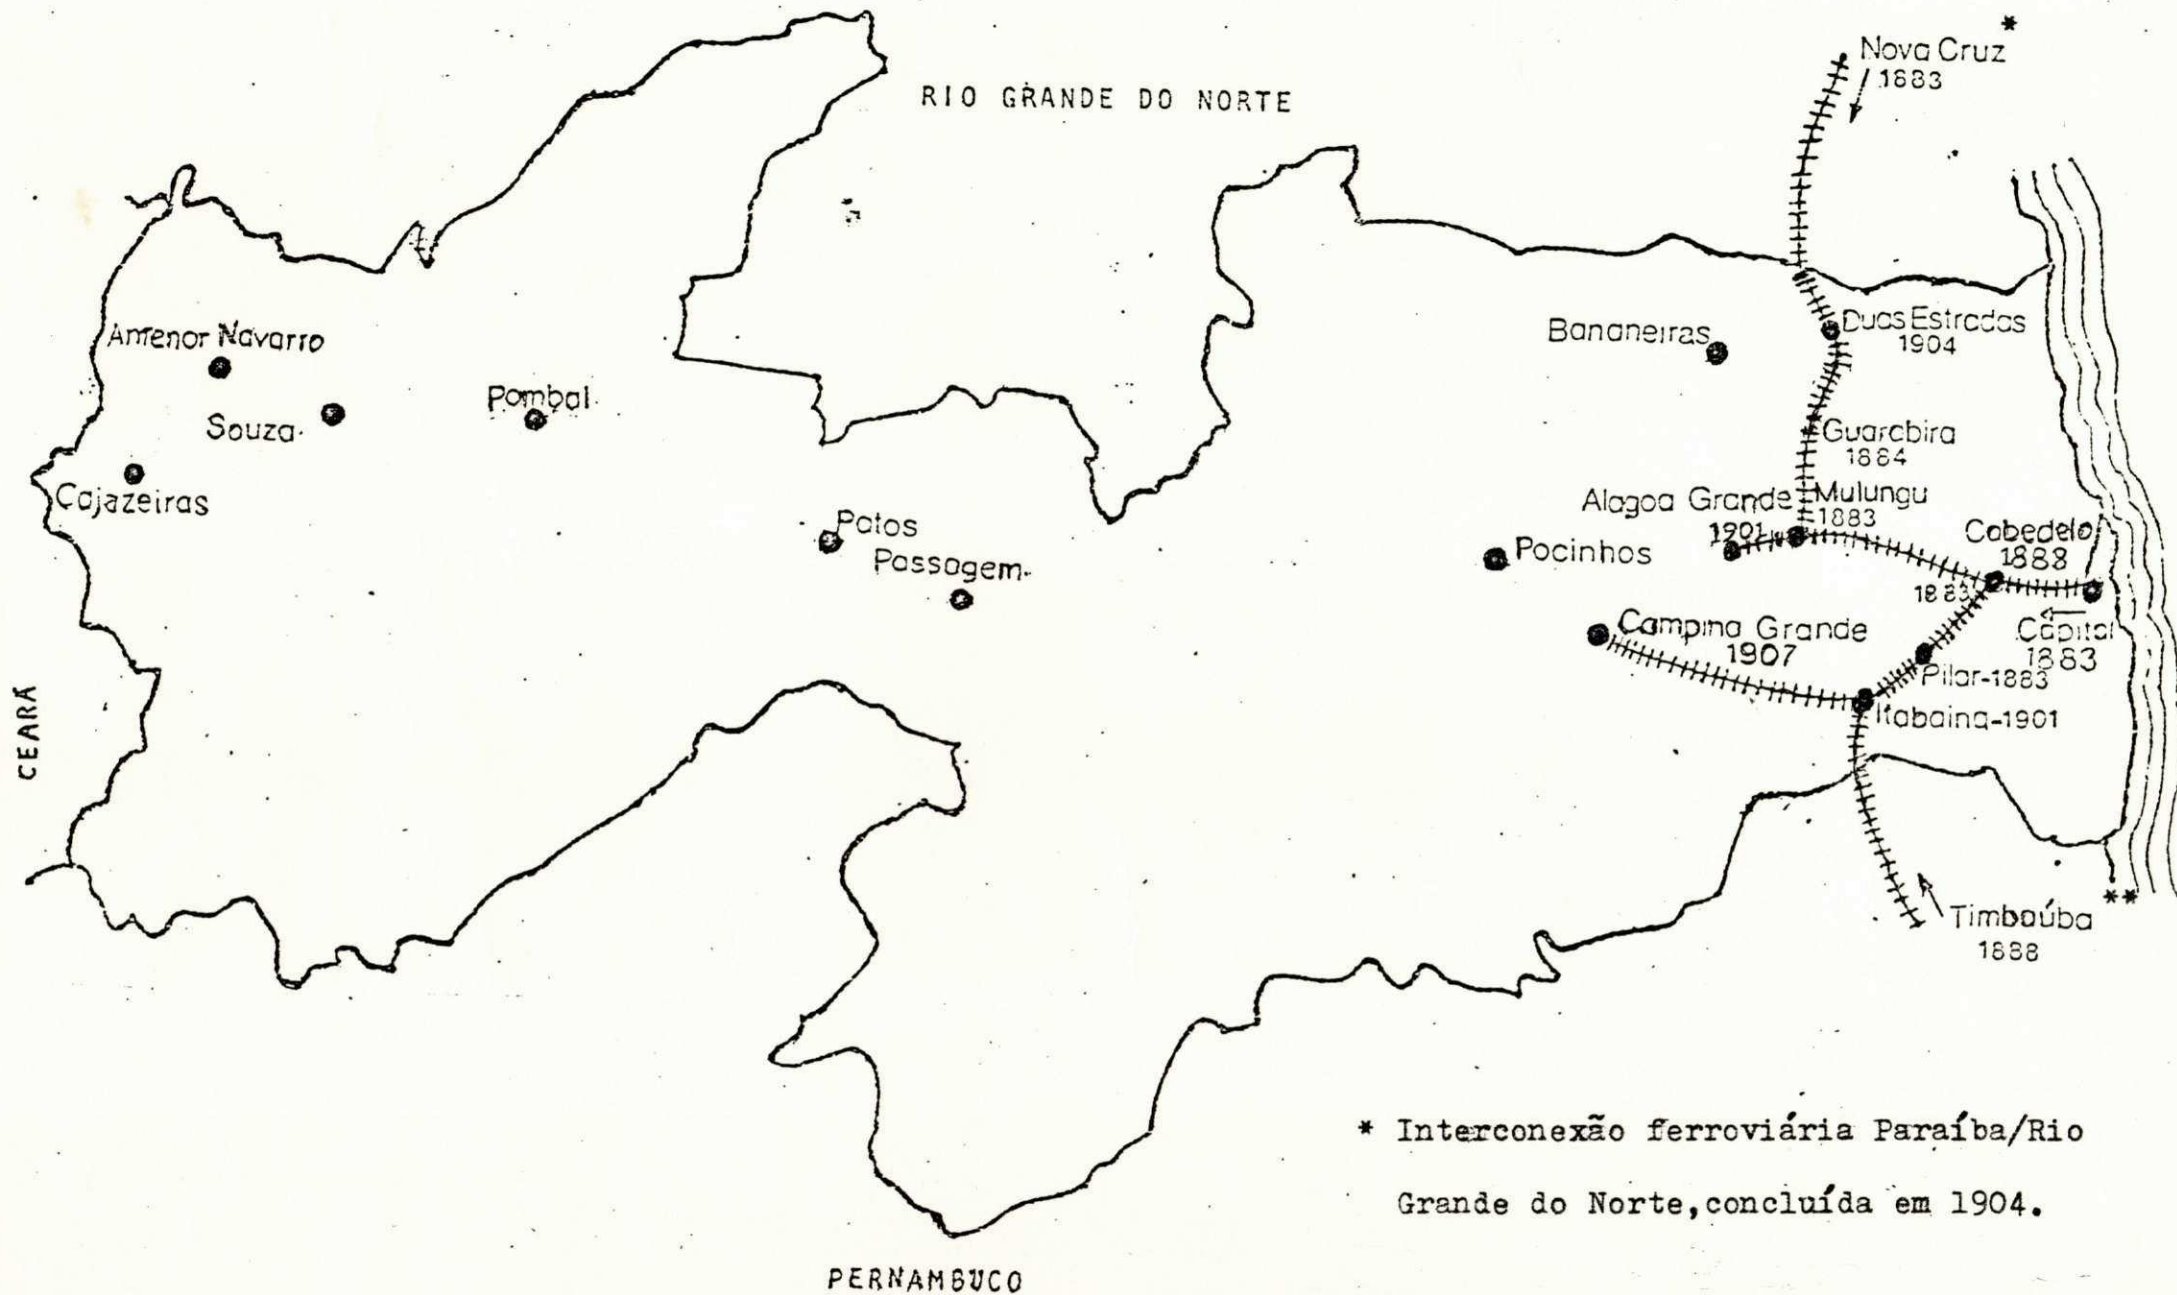 *
Nova Cruz
1883
RIO GRANDE DO NORTE
Antenor Navarro
Souza
Pombal
Cajazeiras
Bananeiras
Duas Estradas
1904
Guarabira
1884
Alagoa Grande
1901
Mulungu
1883
Cabedelo
1888
Patos
Passagem
Pocinhos
1883
Campina Grande
1907
Capital
1883
Pilar-1883
Itabaina-1901
CEARÁ
**
Timbaúba
1888
* Interconexão ferroviária Paraíba/Rio
Grande do Norte, concluída em 1904.
PERNAMBUCO